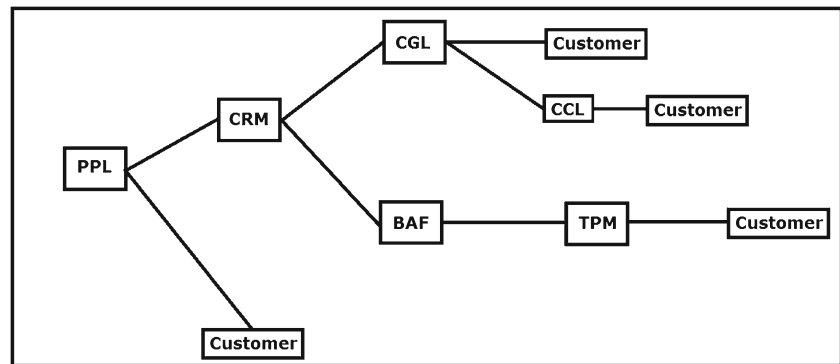 CGL
Customer
CCL
Customer
CRM
PPL
BAF
TPM
Customer
Customer